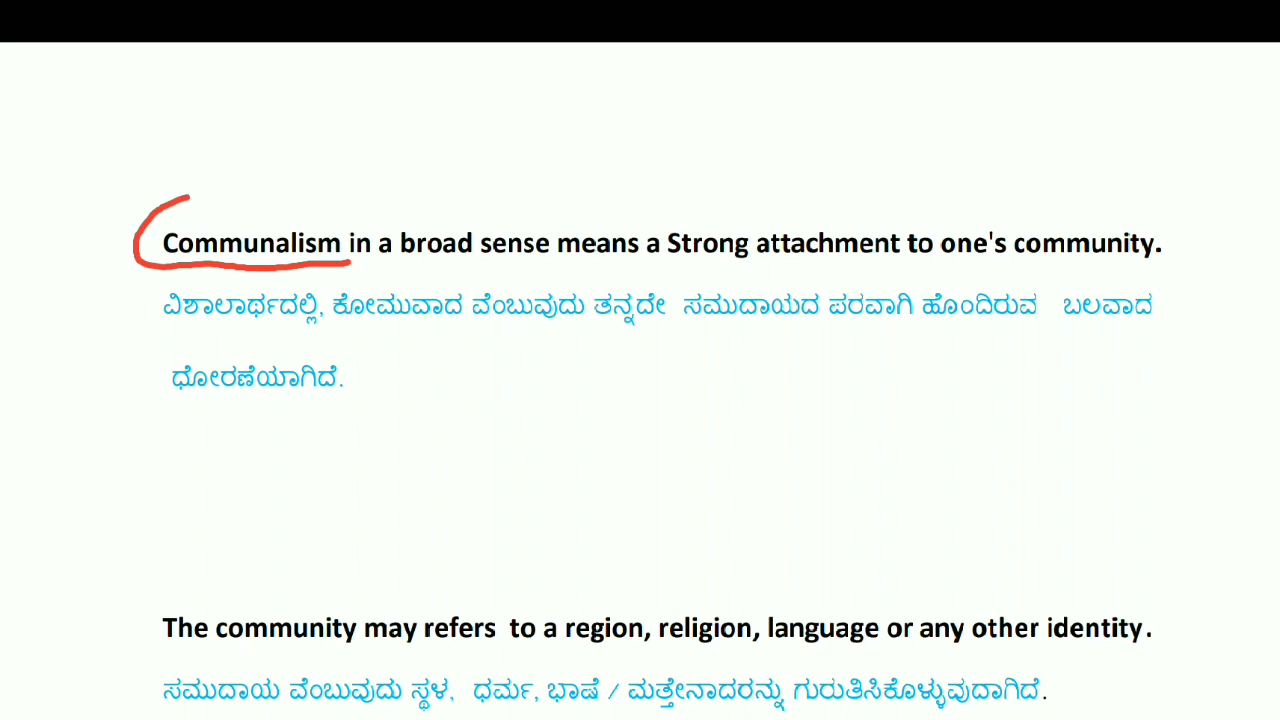 Communalism in a broad sense means a Strong attachment to one's community.
ವಿಶಾಲಾರ್ಥದಲ್ಲಿ, ಕೋಮುವಾದ ವೆಂಬುವುದು ತನ್ನದೇ ಸಮುದಾಯದ ಪರವಾಗಿ ಹೊಂದಿರುವ ಬಲವಾದ
ಧೋರಣೆಯಾಗಿದೆ.
The community may refers to a region, religion, language or any other identity.
ಸಮುದಾಯ ವೆಂಬುವುದು ಸ್ಥಳ, ಧರ್ಮ, ಭಾಷೆ / ಮತ್ತೇನಾದರನ್ನು ಗುರುತಿಸಿಕೊಳ್ಳುವುದಾಗಿದೆ.